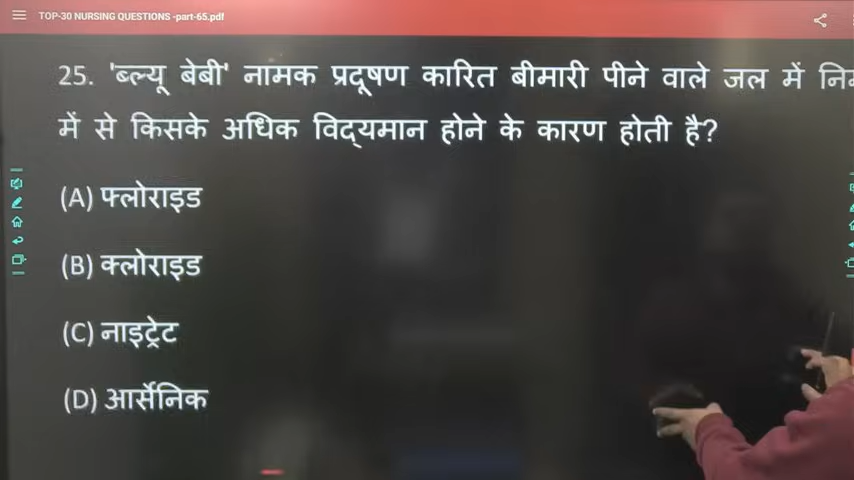 TOP-30 NURSING QUESTIONS -part-65.pdf
25. 'ब्ल्यू बेबी' नामक प्रदूषण कारित बीमारी पीने वाले जल में
में से किसके अधिक विद्यमान होने के कारण होती है?
(A) फ्लोराइड
(B) क्लोराइड
(C) नाइट्रेट
(D) आर्सेनिक